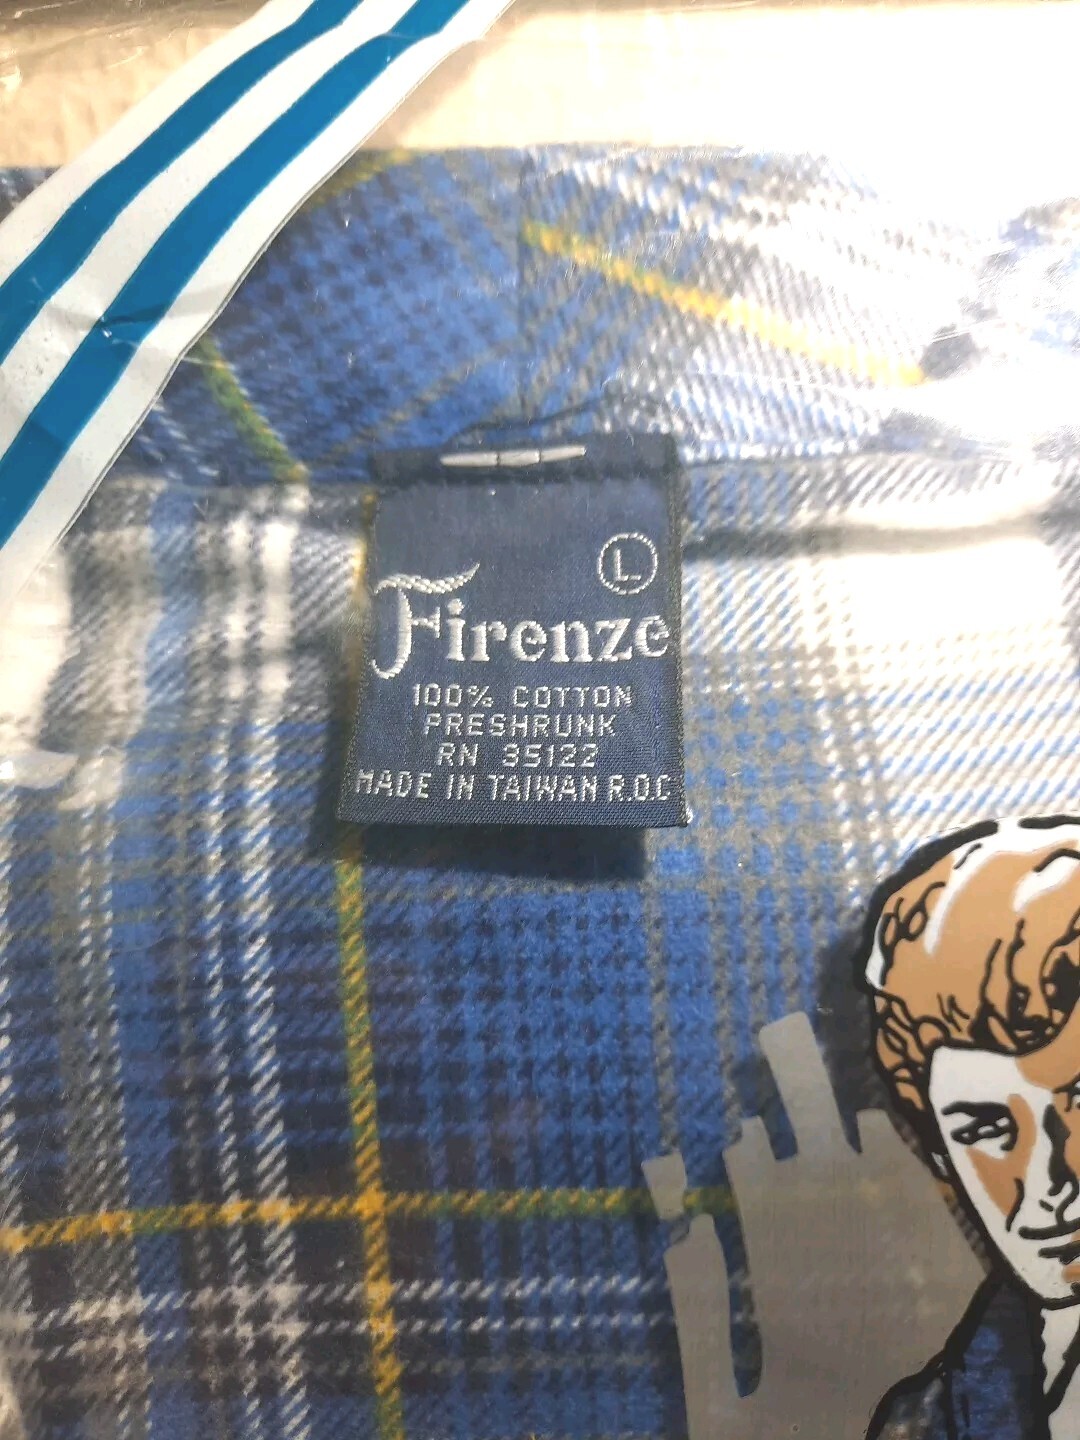 L
Firenze
100% COTTON
PRESHRUNK
RN 35122
MADE IN TAIWAN R.O.C